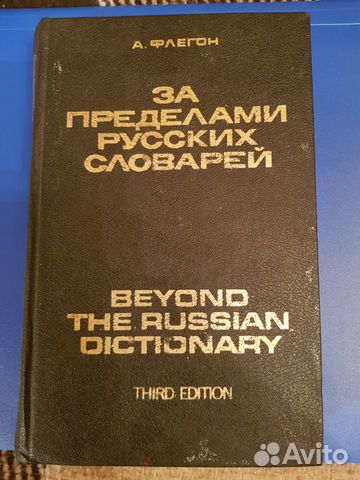 А. ФЛЕГОН
ЗА
ПРЕДЕЛАМИ
РУССКИХ
СЛОВАРЕЙ
BEYOND
THE RUSSIAN
DICTIONARY
THIRD EDITION
Avito